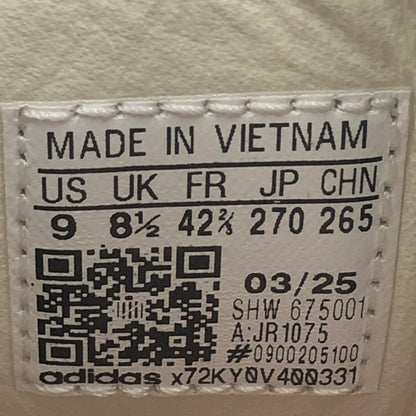 MADE IN VIETNAM
US UK FR JP CHN
9 8½ 42⅔ 270 265
03/25
SHW 675001
A:JR1075
#0900205100
adidas x72KY0V400331